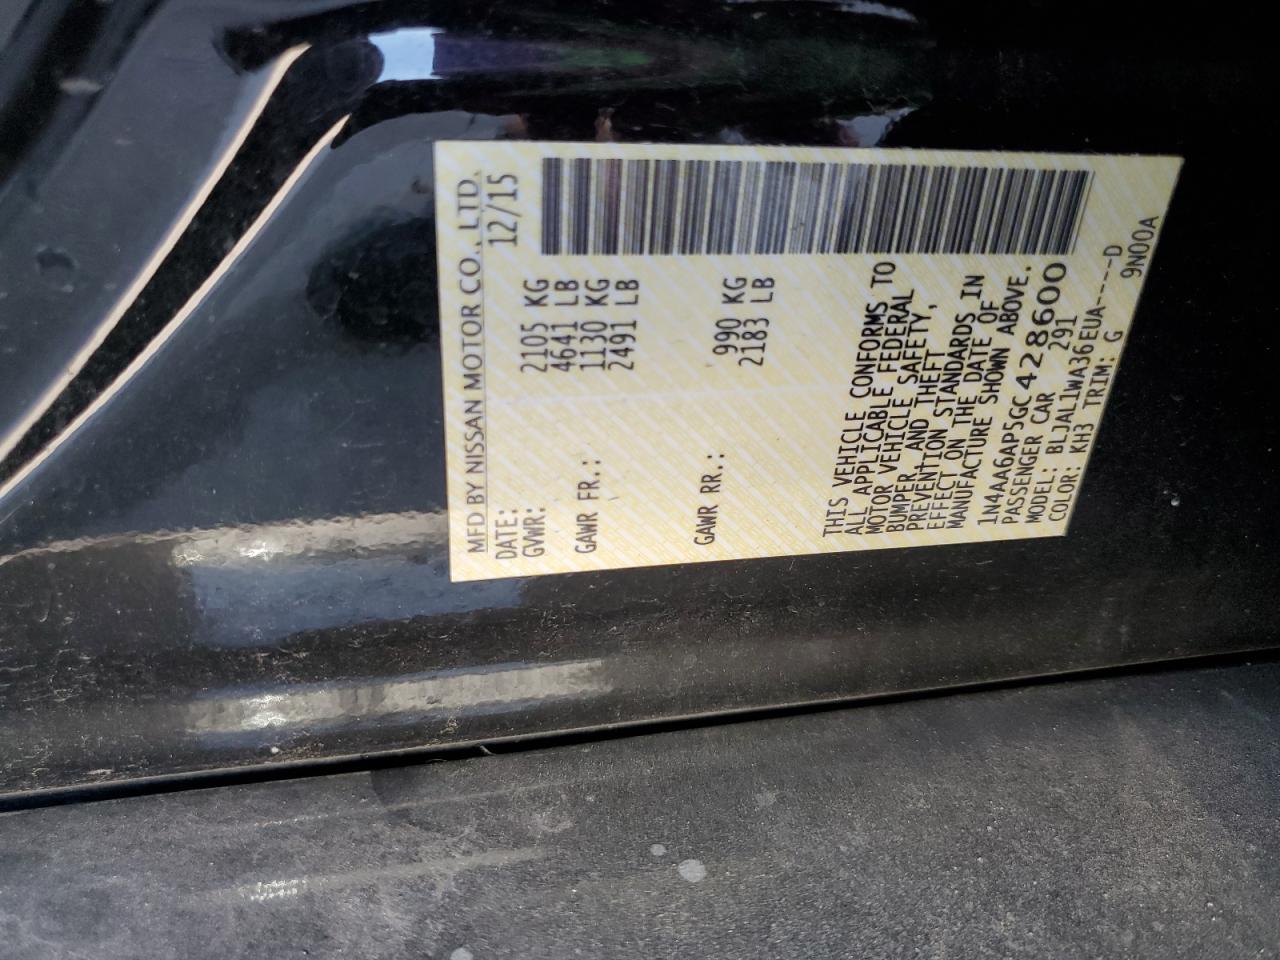 MFD BY NISSAN MOTOR CO., LTD.
DATE: 12/15
GVWR: 2105 KG
4641 LB
GAWR FR.: 1130 KG
2491 LB
GAWR RR.: 990 KG
2183 LB
THIS VEHICLE CONFORMS TO
ALL APPLICABLE FEDERAL
MOTOR VEHICLE SAFETY,
BUMPER, AND THEFT
PREVENTION STANDARDS IN
EFFECT ON THE DATE OF
MANUFACTURE SHOWN ABOVE.
1N4AA6AP5GC428600
PASSENGER CAR 291
MODEL: BLJAL1WA36EUA-----D
COLOR: KH3 TRIM: G 9N00A